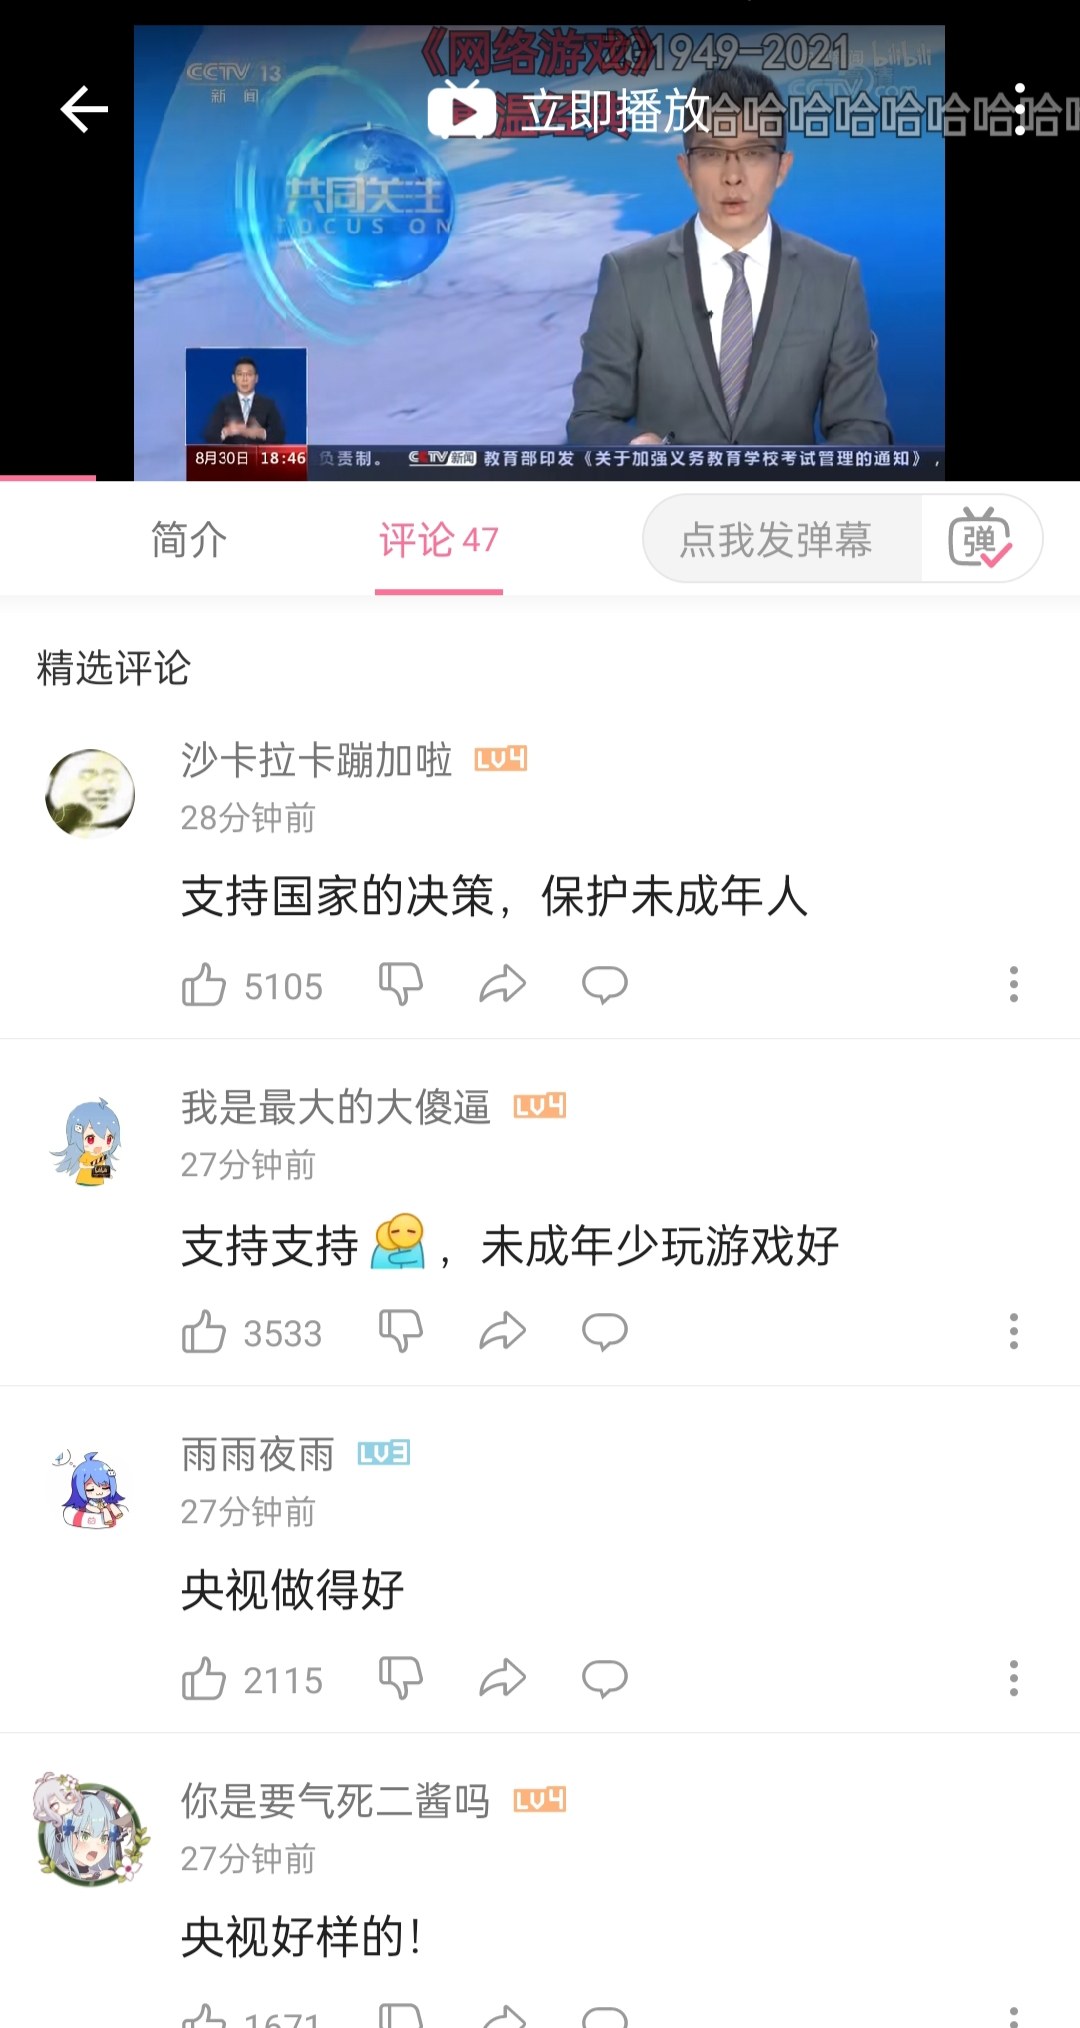 《网络游戏》1949-2021
bilibili
CCTV 13
新闻
立即播放
哈哈哈哈哈哈哈哈
共同关注
FOCUS ON
8月30日 18:46
负责制。 CCTV新闻 教育部印发《关于加强义务教育学校考试管理的通知》，
简介
评论 47
点我发弹幕
弹
精选评论
沙卡拉卡蹦加啦 LV4
28分钟前
支持国家的决策，保护未成年人
5105
我是最大的大傻逼 LV4
27分钟前
支持支持，未成年少玩游戏好
3533
雨雨夜雨 LV3
27分钟前
央视做得好
2115
你是要气死二酱吗 LV4
27分钟前
央视好样的！
1671